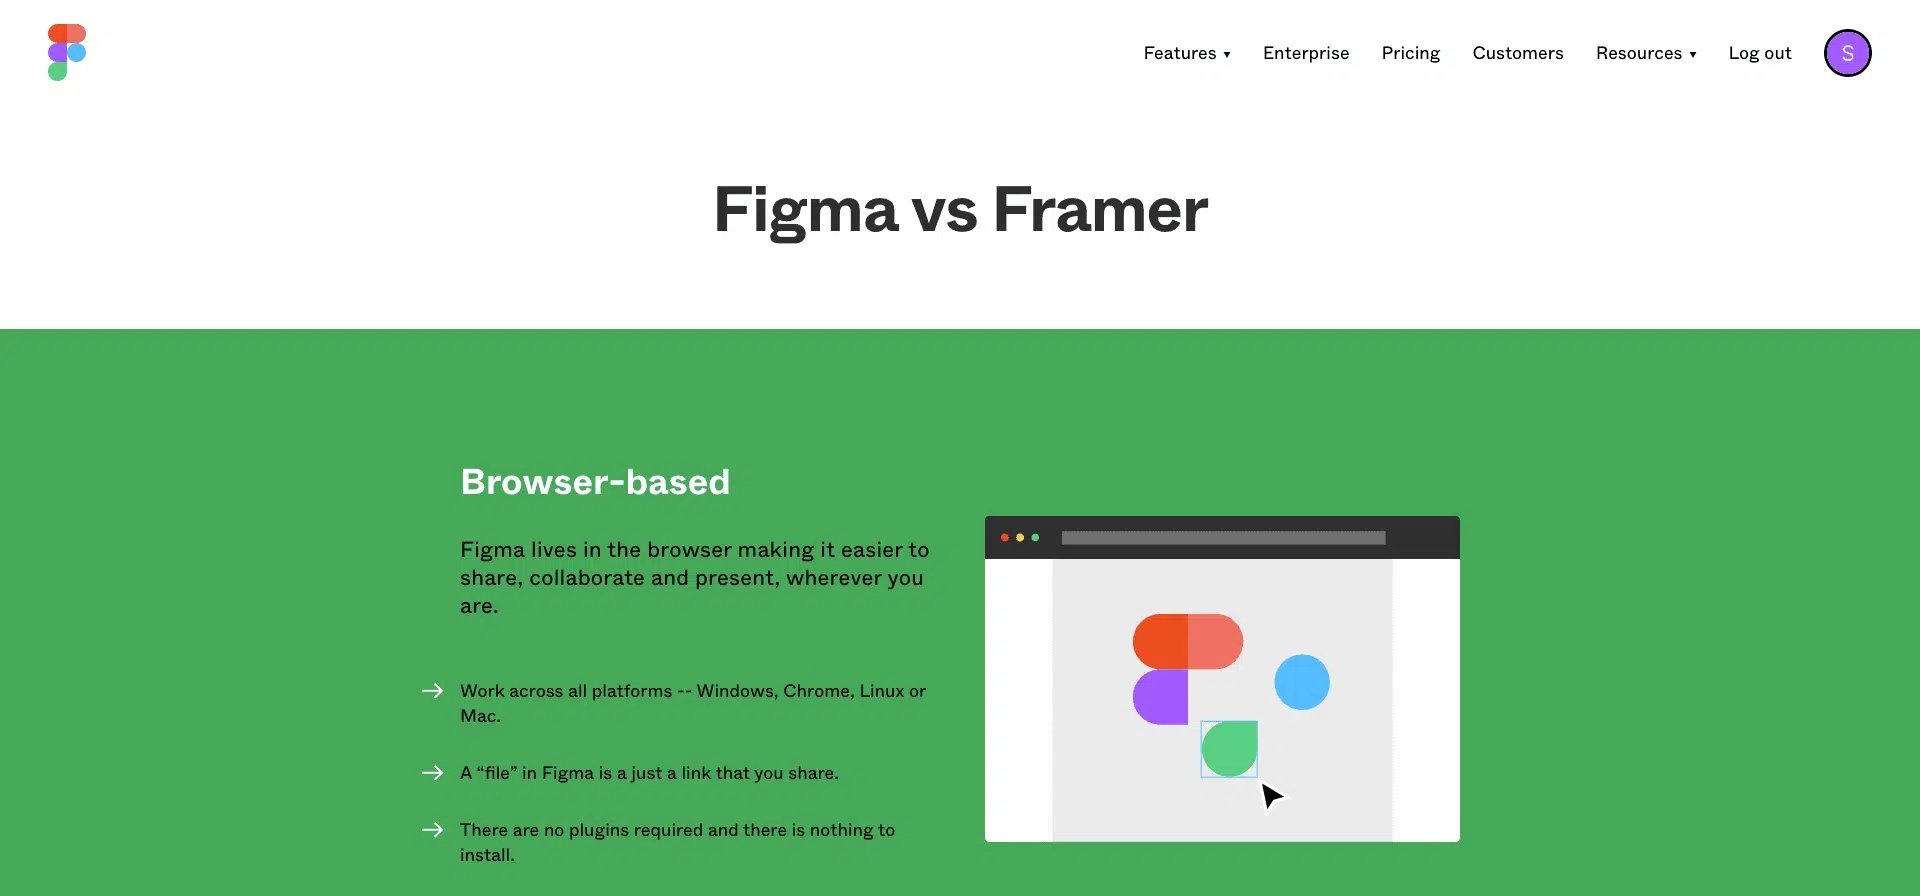 Features ▾ Enterprise Pricing Customers Resources ▾ Log out S
Figma vs Framer
Browser-based
Figma lives in the browser making it easier to
share, collaborate and present, wherever you
are.
→ Work across all platforms -- Windows, Chrome, Linux or
Mac.
→ A “file” in Figma is a just a link that you share.
→ There are no plugins required and there is nothing to
install.